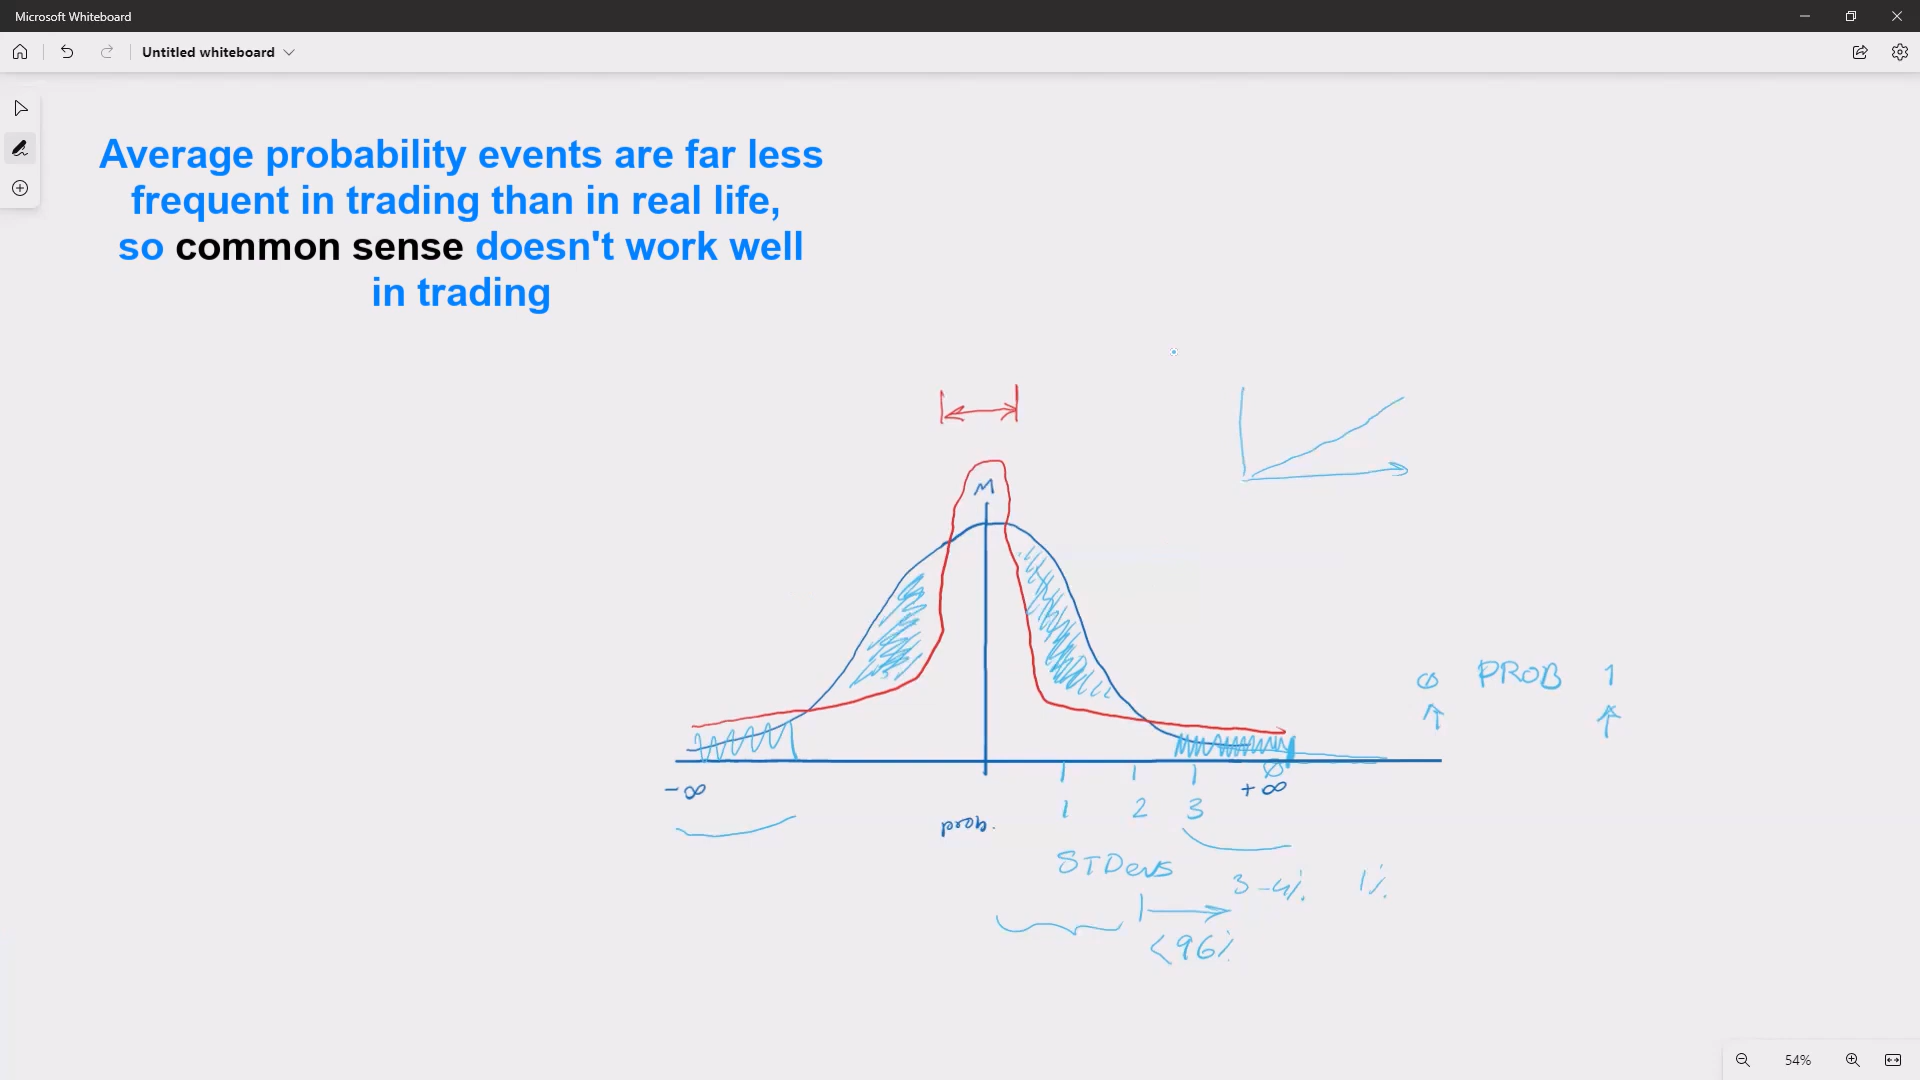 Microsoft Whiteboard
Untitled whiteboard
Average probability events are far less
frequent in trading than in real life,
so common sense doesn't work well
in trading
M
0 PROB 1
-∞
+∞
1 2 3
prob.
STDevs
3-4% 1%
<96%
54%